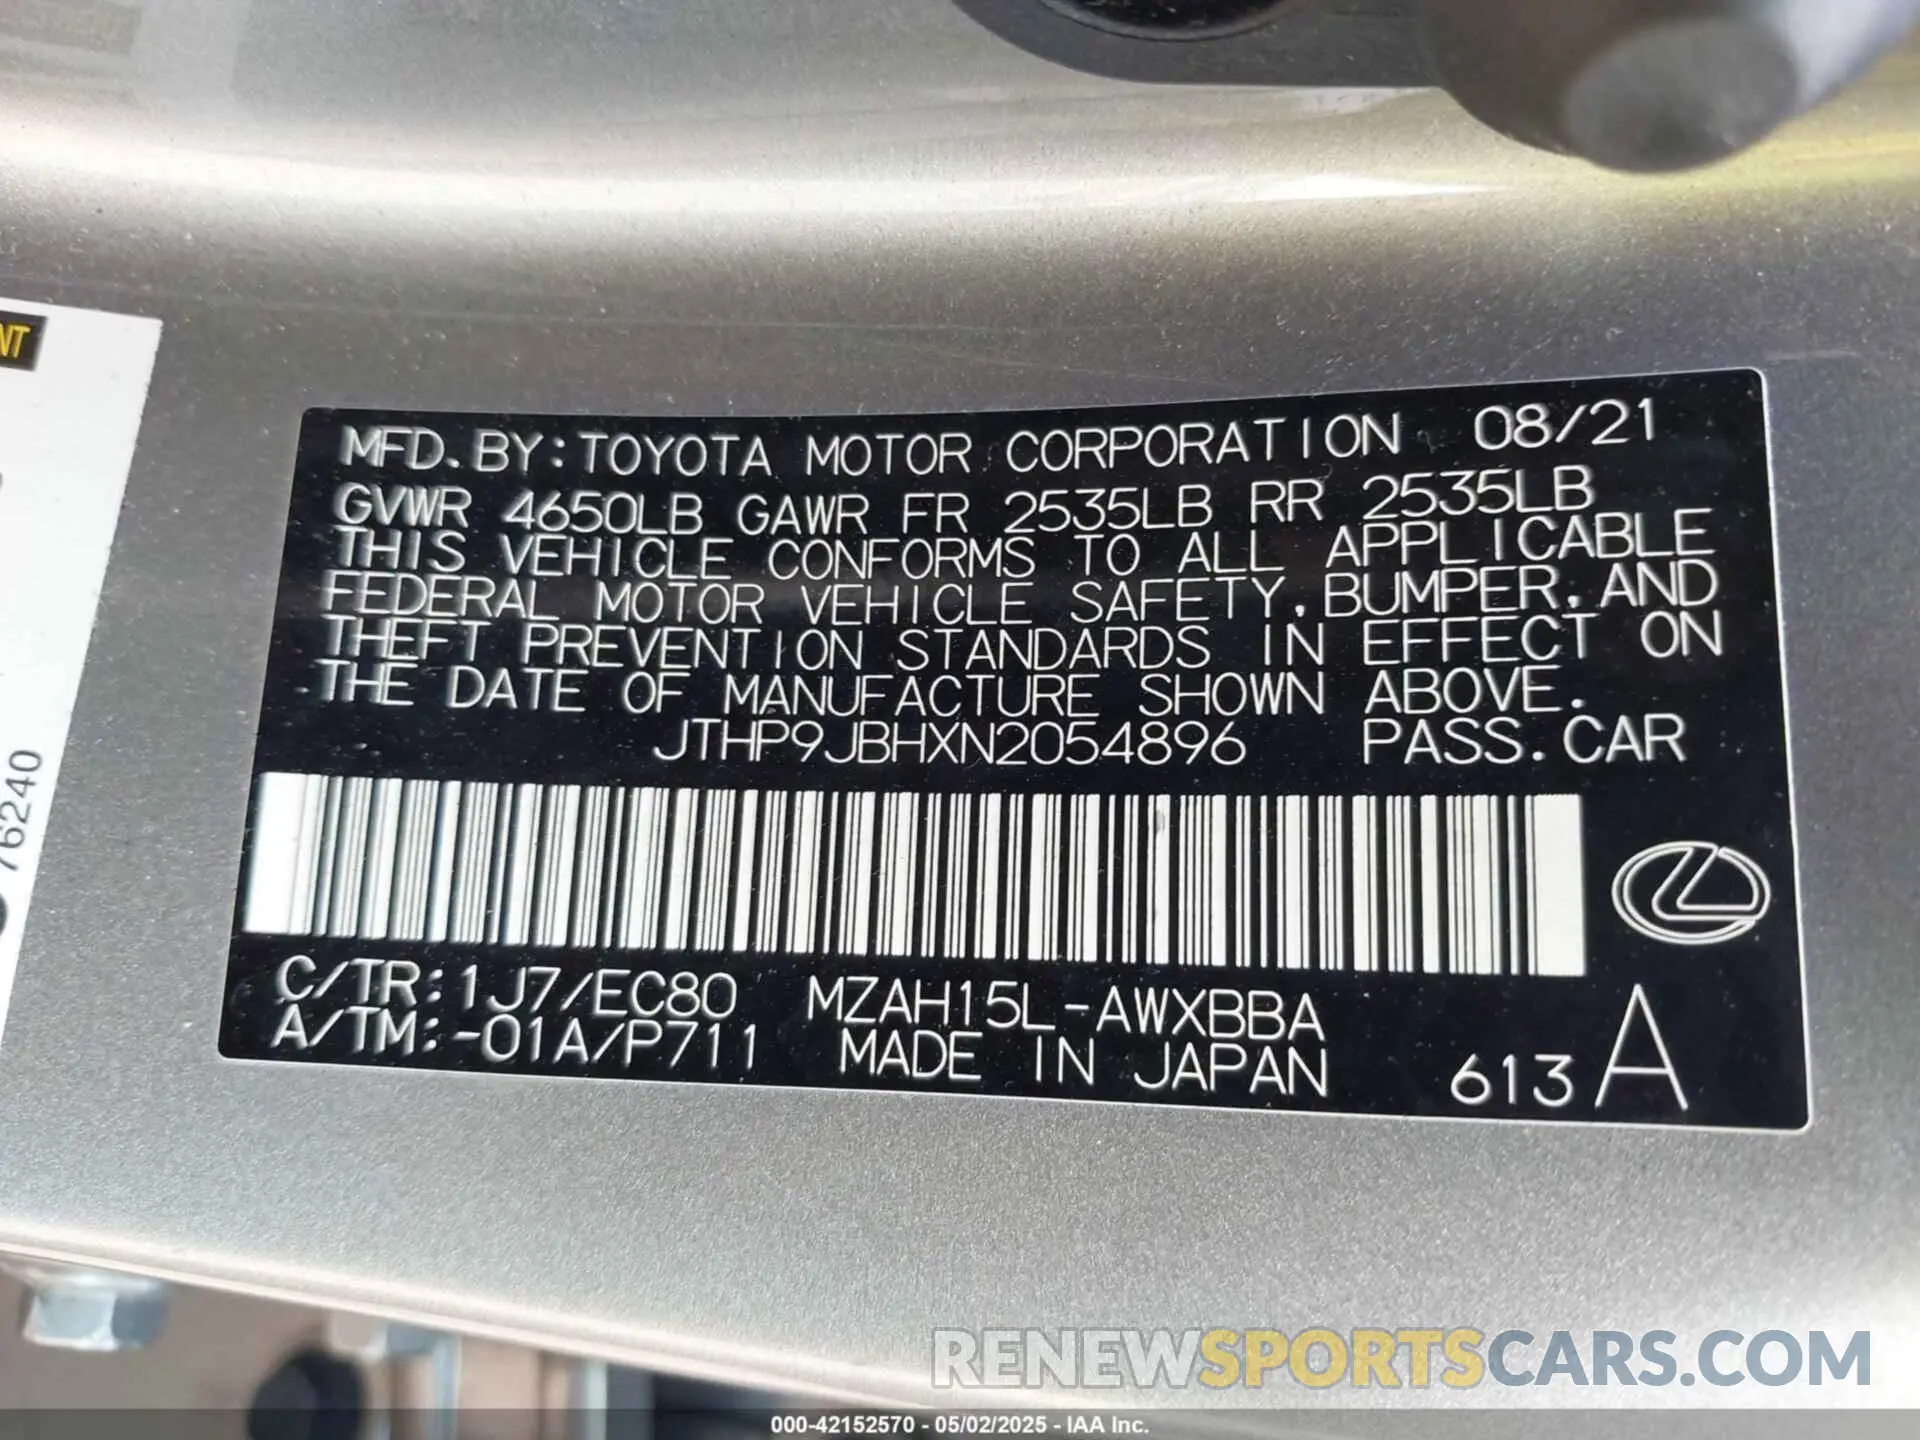 NT
76240
MFD. BY: TOYOTA MOTOR CORPORATION 08/21
GVWR 4650LB GAWR FR 2535LB RR 2535LB
THIS VEHICLE CONFORMS TO ALL APPLICABLE
FEDERAL MOTOR VEHICLE SAFETY, BUMPER, AND
THEFT PREVENTION STANDARDS IN EFFECT ON
THE DATE OF MANUFACTURE SHOWN ABOVE.
JTHP9JBHXN2054896 PASS. CAR
C/TR: 1J7/EC80 MZAH15L-AWXBBA
A/TM: -01A/P711 MADE IN JAPAN 613 A
RENEWSPORTSCARS.COM
000-42152570 - 05/02/2025 - IAA Inc.